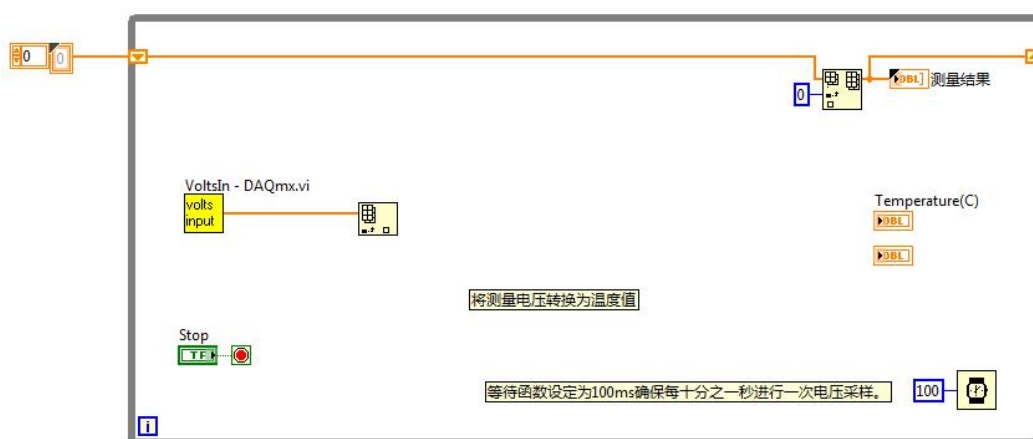 0
0
0
DBL
测量结果
VoltsIn - DAQmx.vi
volts
input
Temperature(C)
DBL
DBL
将测量电压转换为温度值
Stop
TF
等待函数设定为100ms确保每十分之一秒进行一次电压采样。
100
i